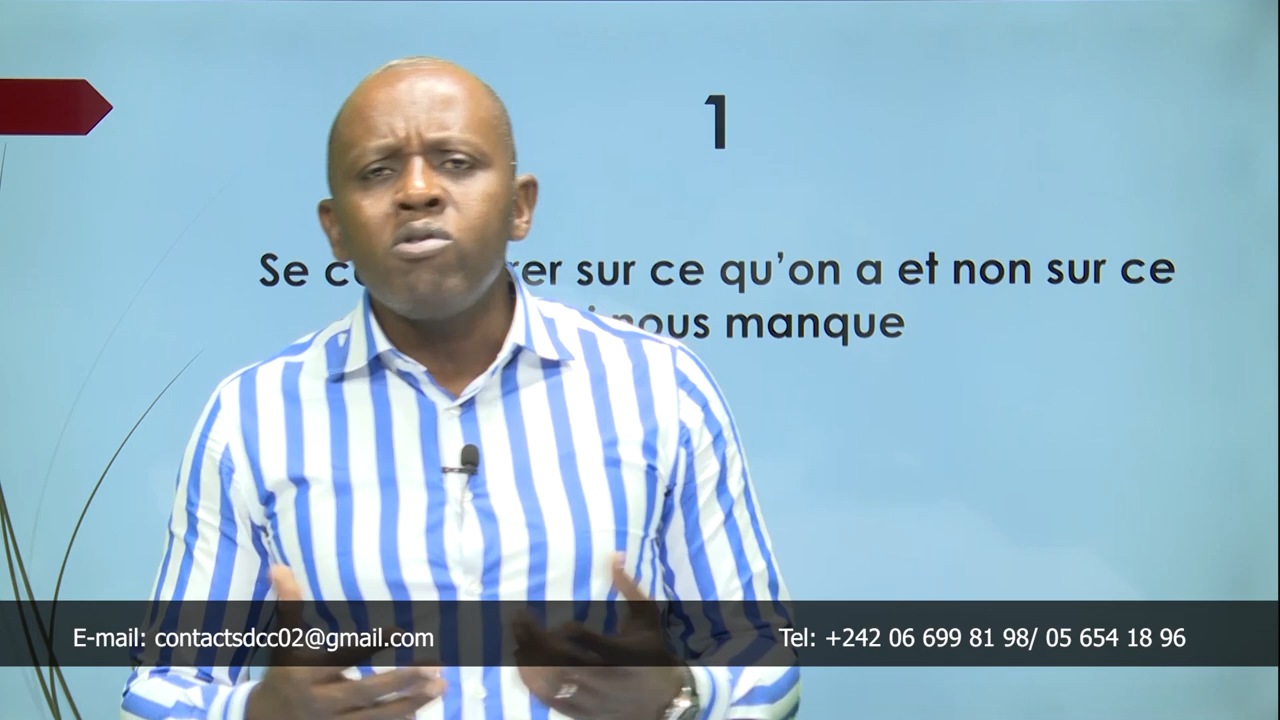 1
Se sur ce qu'on a et non sur ce
nous manque
E-mail: contactsdcc02@gmail.com
Tel: +242 06 699 81 98/ 05 654 18 96